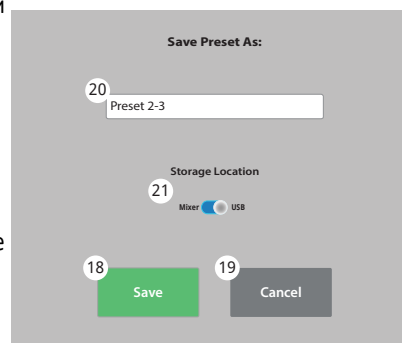 Save Preset As:
20
Preset 2-3
Storage Location
21
Mixer USB
18 19
Save Cancel